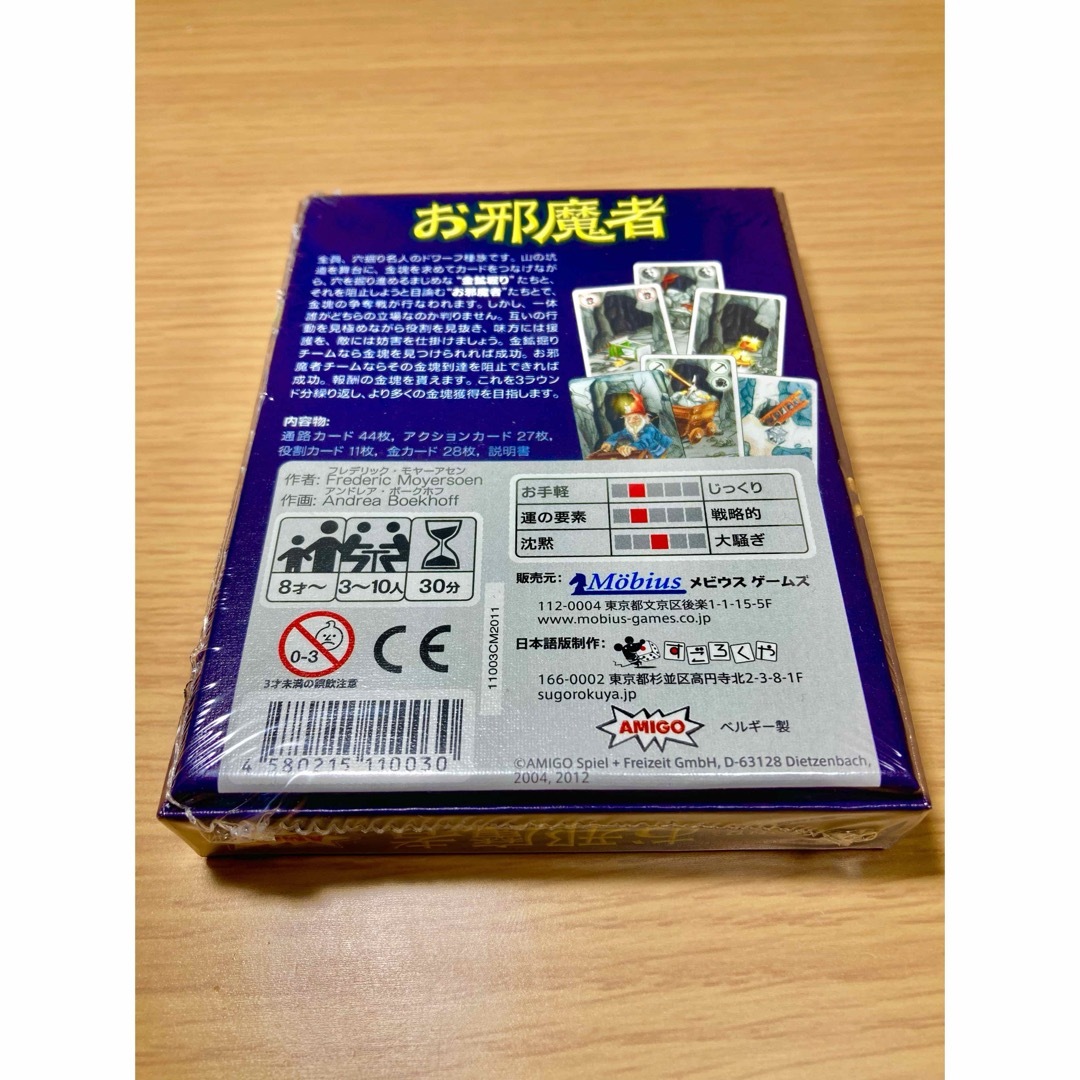 お邪魔者
全員、穴掘り名人のドワーフ種族です。山の坑
道を舞台に、金塊を求めてカードをつなげなが
ら、穴を掘り進めるまじめな“金鉱掘り”たちと、
それを阻止しようと目論む“お邪魔者”たちとで、
金塊の争奪戦が行なわれます。しかし、一体
誰がどちらの立場なのか判りません。互いの行
動を見極めながら役割を見抜き、味方には援
護を、敵には妨害を仕掛けましょう。金鉱掘り
チームなら金塊を見つけられれば成功。お邪
魔者チームならその金塊到達を阻止できれば
成功。報酬の金塊を貰えます。これを3ラウン
ド分繰り返し、より多くの金塊獲得を目指します。
内容物:
通路カード 44枚, アクションカード 27枚,
役割カード 11枚, 金カード 28枚, 説明書
フレデリック・モヤーアセン
作者: Frederic Moyersoen
アンドレア・ボークホフ
作画: Andrea Boekhoff
8才〜 3〜10人 30分
0-3
3才未満の誤飲注意
CE
4 580215 110030
11003CM2011
お手軽 じっくり
運の要素 戦略的
沈黙 大騒ぎ
販売元: Möbius メビウス ゲームズ
112-0004 東京都文京区後楽1-1-15-5F
www.mobius-games.co.jp
日本語版制作: すごろくや
166-0002 東京都杉並区高円寺北2-3-8-1F
sugorokuya.jp
AMIGO ベルギー製
©AMIGO Spiel + Freizeit GmbH, D-63128 Dietzenbach,
2004, 2012
お邪魔者